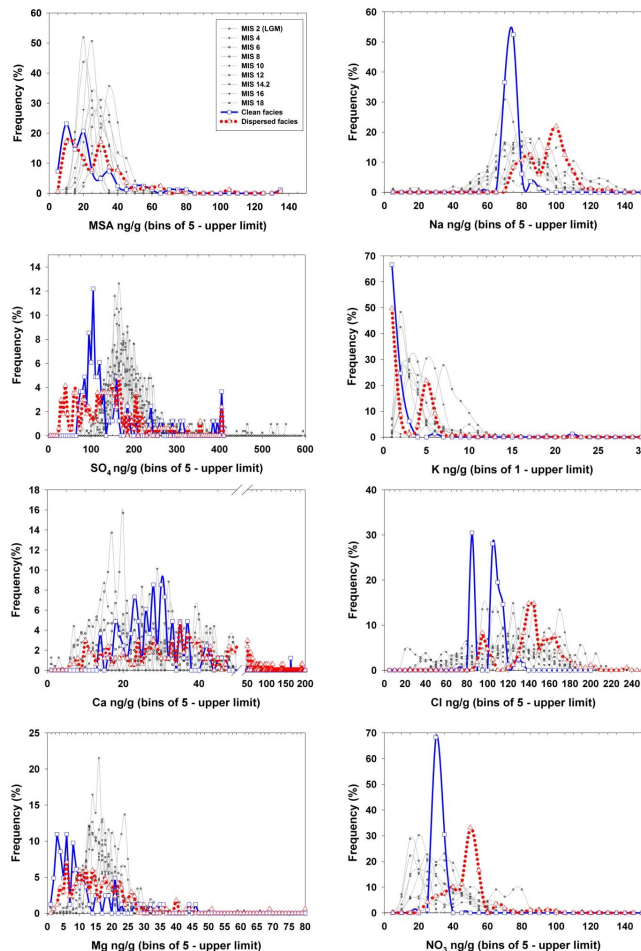 60
50
40
30
20
10
0
Frequency (%)
0 20 40 60 80 100 120 140
MSA ng/g (bins of 5 - upper limit)
MIS 2 (LGM)
MIS 4
MIS 6
MIS 8
MIS 10
MIS 12
MIS 14.2
MIS 16
MIS 18
Clean facies
Dispersed facies
60
50
40
30
20
10
0
Frequency (%)
0 20 40 60 80 100 120 140
Na ng/g (bins of 5 - upper limit)
14
12
10
8
6
4
2
0
Frequency (%)
0 100 200 300 400 500 600
SO4 ng/g (bins of 5 - upper limit)
70
60
50
40
30
20
10
0
Frequency (%)
0 5 10 15 20 25 30
K ng/g (bins of 1 - upper limit)
18
16
14
12
10
8
6
4
2
0
Frequency(%)
0 20 40 50 100 150 200
Ca ng/g (bins of 5 - upper limit)
40
30
20
10
0
Frequency (%)
0 20 40 60 80 100 120 140 160 180 200 220 240
Cl ng/g (bins of 5 - upper limit)
25
20
15
10
5
0
Frequency (%)
0 5 10 15 20 25 30 35 40 45 50 55 60 65 70 75 80
Mg ng/g (bins of 5 - upper limit)
70
60
50
40
30
20
10
0
Frequency (%)
0 20 40 60 80 100 120 140
NO3 ng/g (bins of 5 - upper limit)